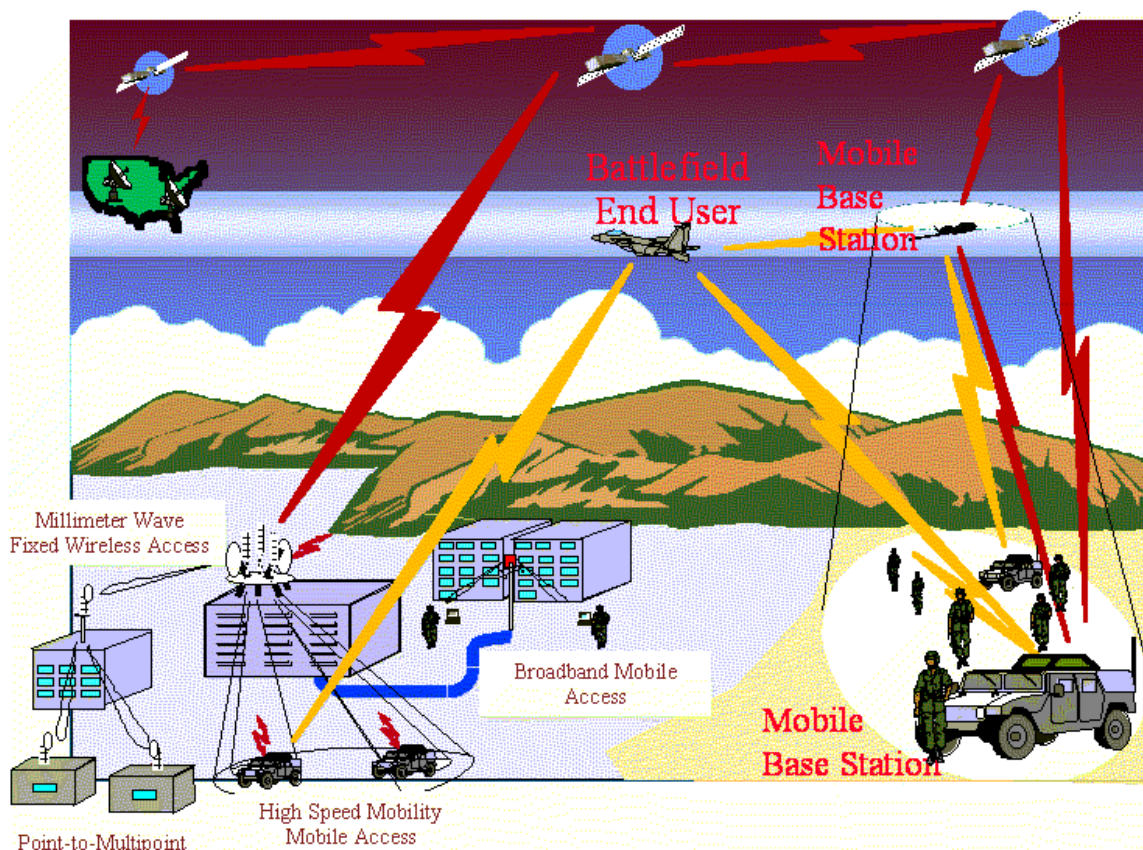 Battlefield
End User
Mobile
Base
Station
Millimeter Wave
Fixed Wireless Access
Broadband Mobile
Access
Mobile
Base Station
High Speed Mobility
Mobile Access
Point-to-Multipoint